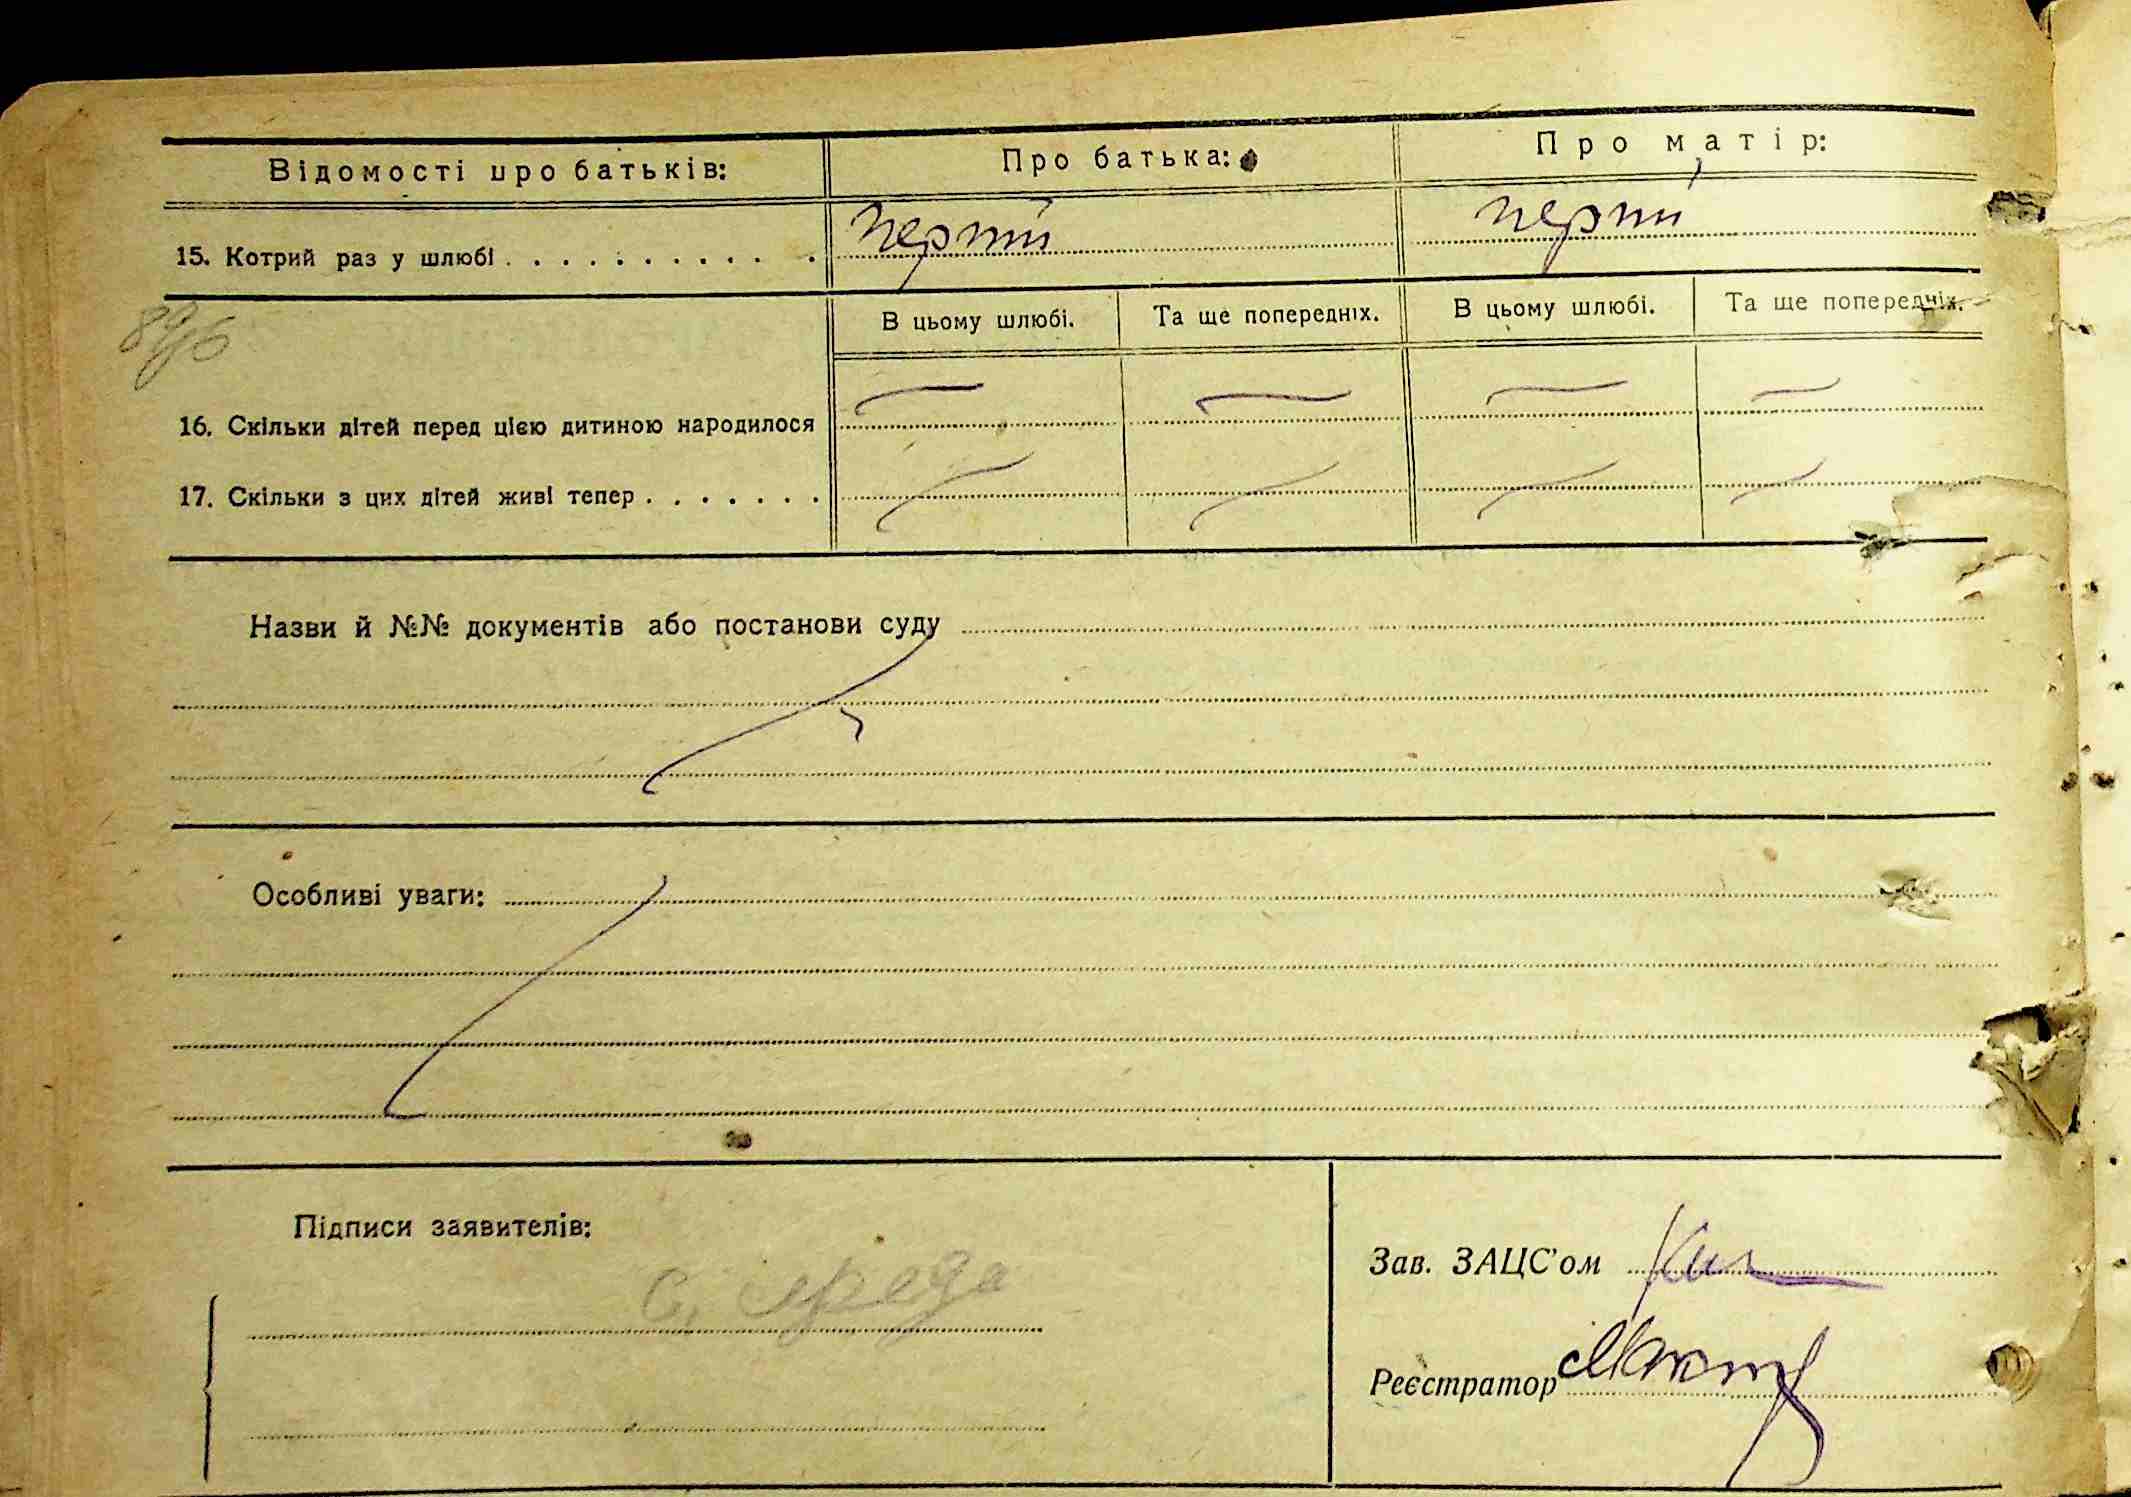 Відомості про батьків: Про батька: Про матір:
15. Котрий раз у шлюбі . . . . . . . . . . . перший перший
89/6
В цьому шлюбі. Та ще попередніх. В цьому шлюбі. Та ще попередніх.
16. Скільки дітей перед цією дитиною народилося — — — —
17. Скільки з цих дітей живі тепер . . . . . . .
Назви й №№ документів або постанови суду
Особливі уваги:
Підписи заявителів:
Зав. ЗАЦС'ом
Реєстратор